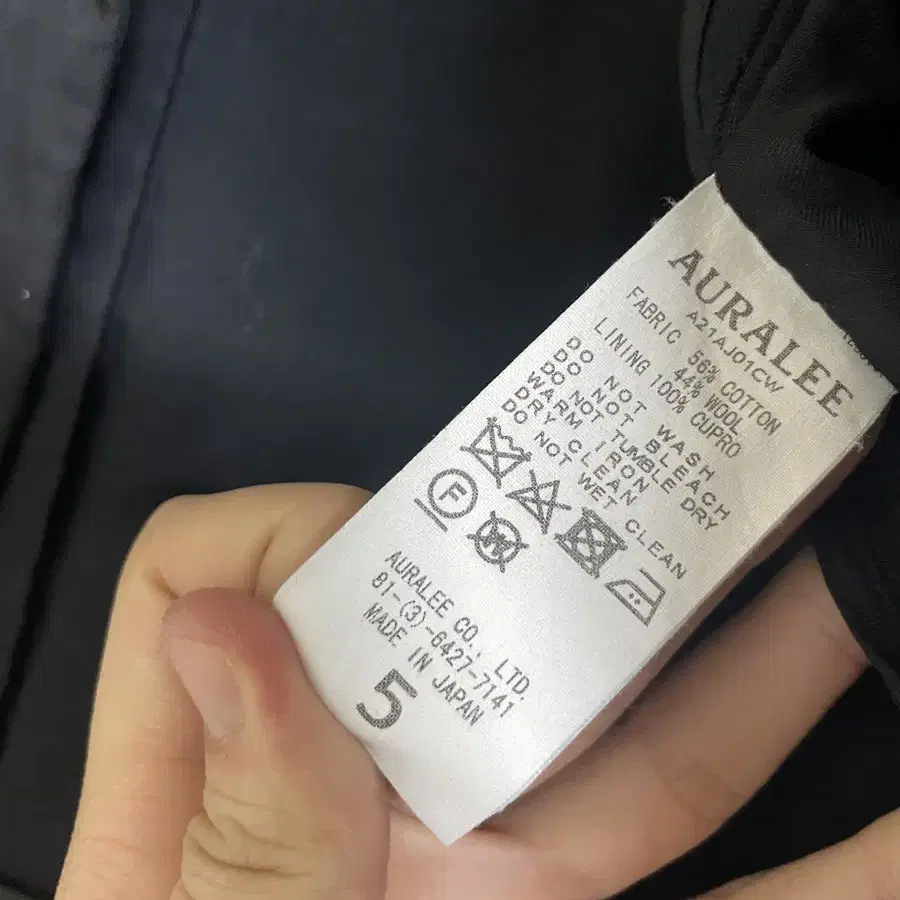 AURALEE
A21AJ01CW
FABRIC 56% COTTON
44% WOOL
LINING 100% CUPRO
DO NOT WASH
DO NOT BLEACH
DO NOT TUMBLE DRY
WARM IRON
DRY CLEAN
DO NOT WET CLEAN
F
W
AURALEE CO., LTD.
81-(3)-6427-7141
MADE IN JAPAN
5